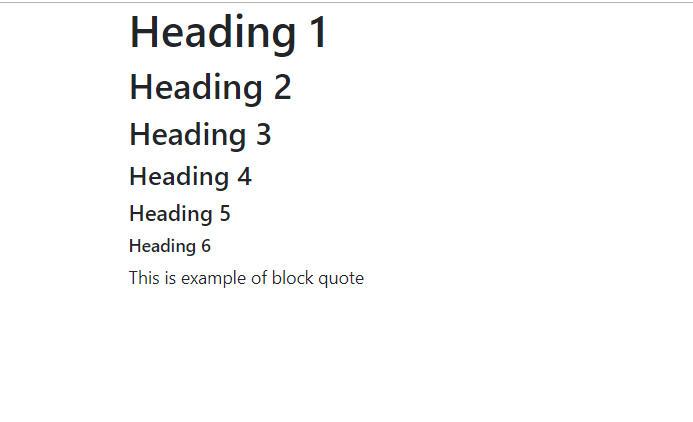 Heading 1
Heading 2
Heading 3
Heading 4
Heading 5
Heading 6
This is example of block quote